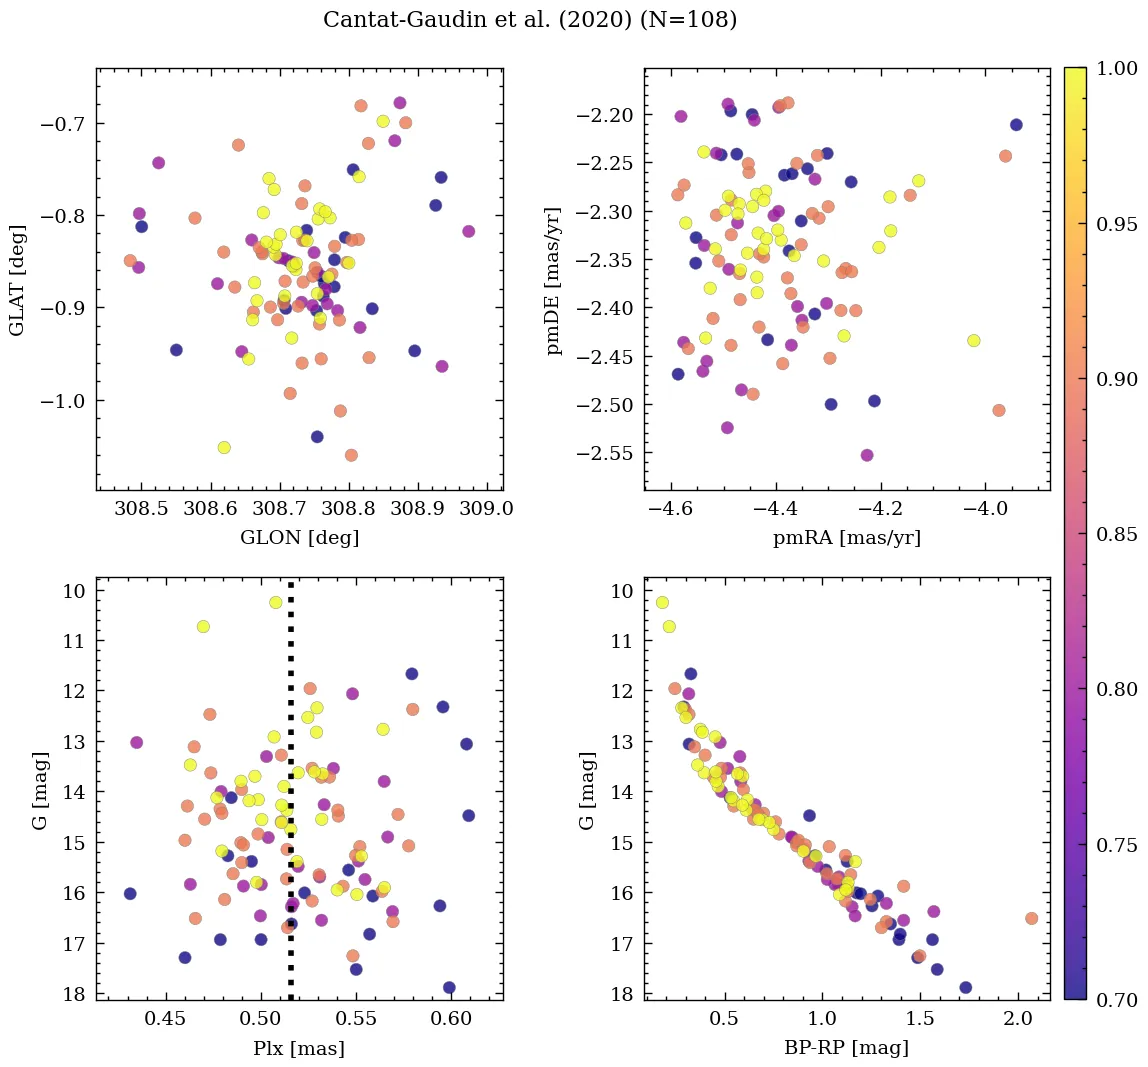 Cantat-Gaudin et al. (2020) (N=108)
−0.7
−0.8
−0.9
−1.0
GLAT [deg]
308.5 308.6 308.7 308.8 308.9 309.0
GLON [deg]
−2.20
−2.25
−2.30
−2.35
−2.40
−2.45
−2.50
−2.55
pmDE [mas/yr]
−4.6 −4.4 −4.2 −4.0
pmRA [mas/yr]
10
11
12
13
14
15
16
17
18
G [mag]
0.45 0.50 0.55 0.60
Plx [mas]
10
11
12
13
14
15
16
17
18
G [mag]
0.5 1.0 1.5 2.0
BP-RP [mag]
1.00
0.95
0.90
0.85
0.80
0.75
0.70